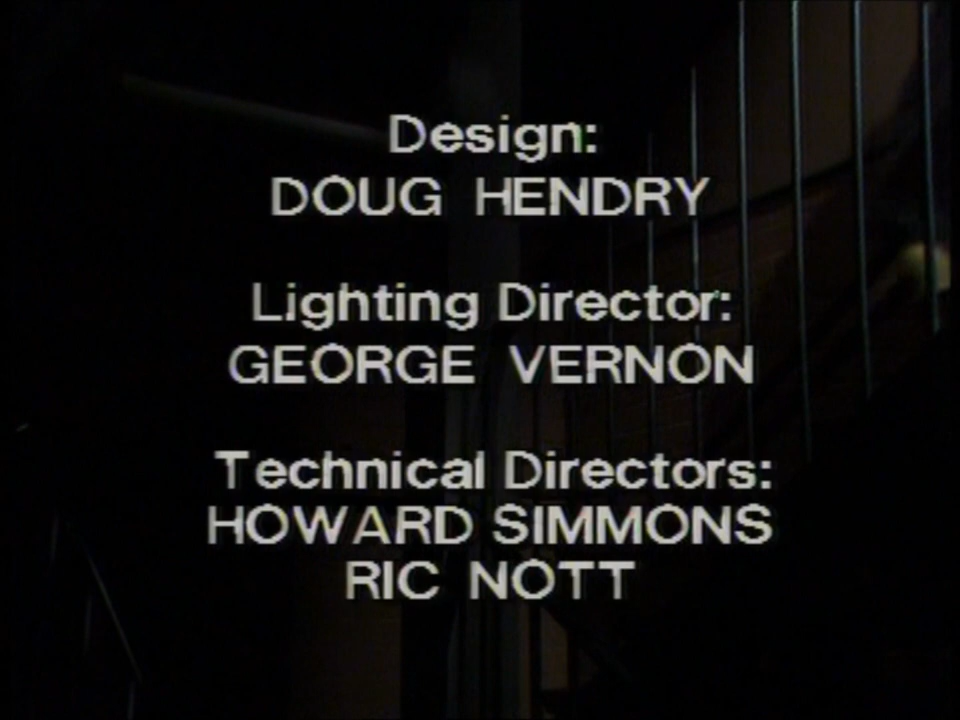 Design:
DOUG HENDRY
Lighting Director:
GEORGE VERNON
Technical Directors:
HOWARD SIMMONS
RIC NOTT